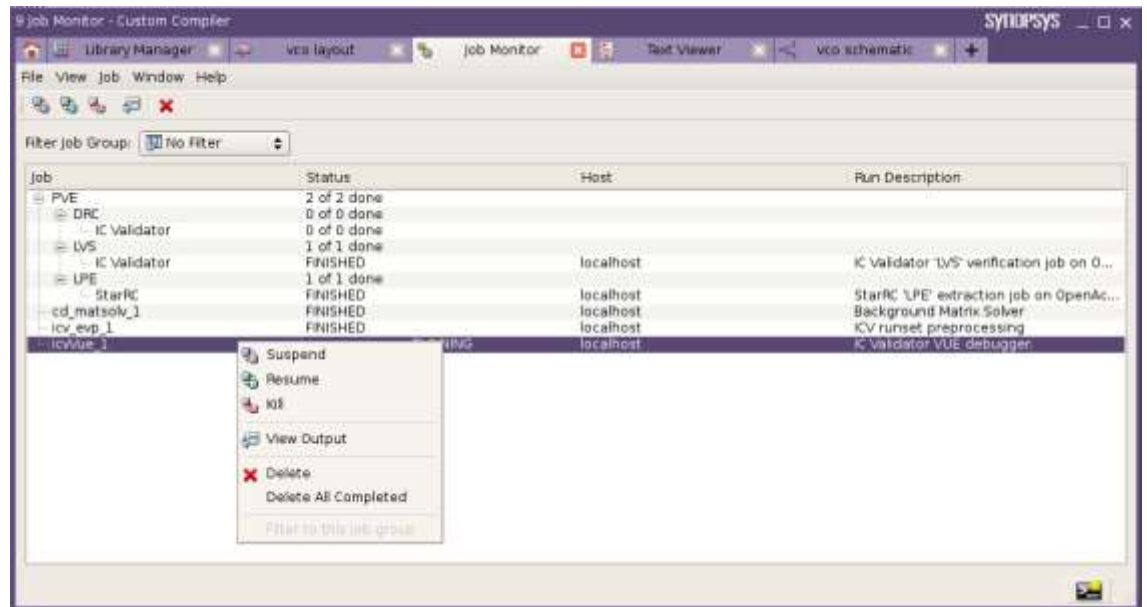 9 Job Monitor - Custom Compiler SYNOPSYS
Library Manager vco layout Job Monitor Text Viewer vco schematic
File View Job Window Help
Filter Job Group: No Filter
Job Status Host Run Description
PVE 2 of 2 done
DRC 0 of 0 done
IC Validator 0 of 0 done
LVS 1 of 1 done
IC Validator FINISHED localhost IC Validator 'LVS' verification job on O...
LPE 1 of 1 done
StarRC FINISHED localhost StarRC 'LPE' extraction job on OpenAc...
cd_matsolv_1 FINISHED localhost Background Matrix Solver
icv_evp_1 FINISHED localhost ICV runset preprocessing
icvVue_1 NING localhost IC Validator VUE debugger.
Suspend
Resume
Kill
View Output
Delete
Delete All Completed
Filter to this job group